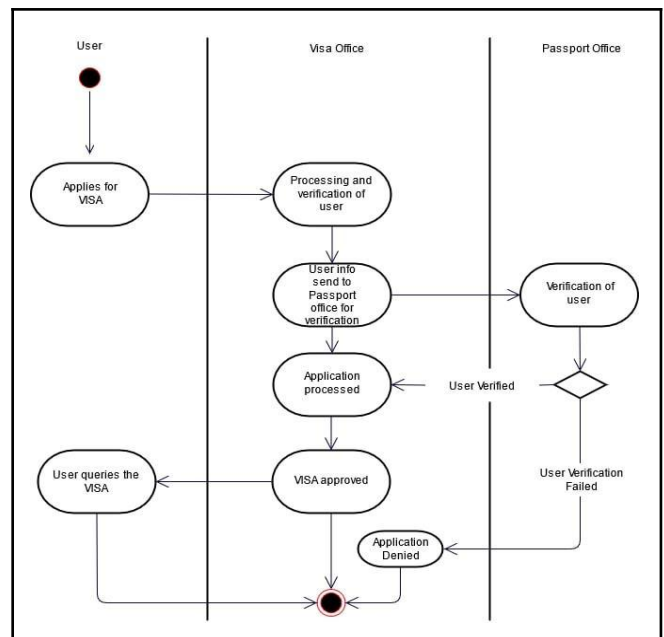 User
Visa Office
Passport Office
Applies for
VISA
Processing and
verification of
user
User info
send to
Passport
office for
verification
Verification of
user
Application
processed
User Verified
User queries the
VISA
VISA approved
User Verification
Failed
Application
Denied